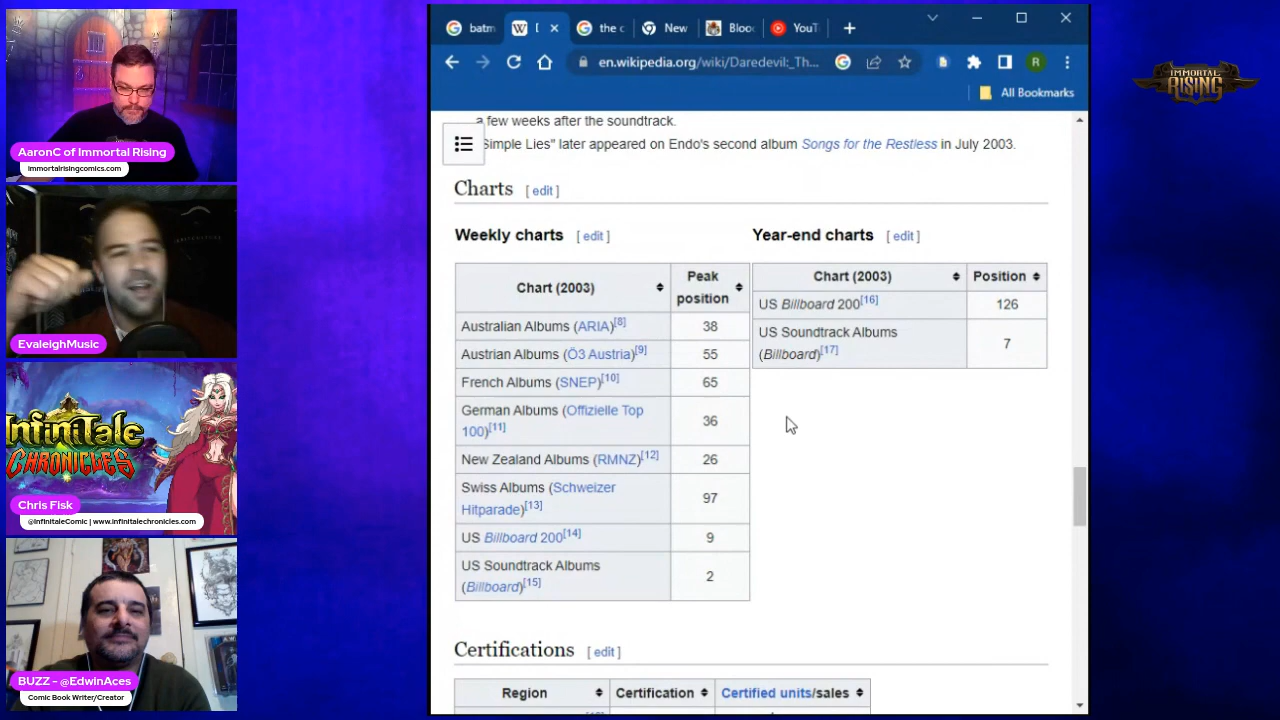 AaronC of Immortal Rising
immortalrisingcomics.com
EvaleighMusic
InfiniTale
CHRONICLES
Chris Fisk
@InfinitaleComic | www.infinitalechronicles.com
BUZZ - @EdwinAces
Comic Book Writer/Creator
batm
W
the c
New
Bloo
YouT
en.wikipedia.org/wiki/Daredevil:_Th...
R
All Bookmarks
a few weeks after the soundtrack.
Simple Lies" later appeared on Endo's second album Songs for the Restless in July 2003.
Charts [ edit ]
Weekly charts [ edit ]
Chart (2003) Peak position
Australian Albums (ARIA)[8] 38
Austrian Albums (Ö3 Austria)[9] 55
French Albums (SNEP)[10] 65
German Albums (Offizielle Top
100)[11] 36
New Zealand Albums (RMNZ)[12] 26
Swiss Albums (Schweizer
Hitparade)[13] 97
US Billboard 200[14] 9
US Soundtrack Albums
(Billboard)[15] 2
Year-end charts [ edit ]
Chart (2003) Position
US Billboard 200[16] 126
US Soundtrack Albums
(Billboard)[17] 7
Certifications [ edit ]
Region Certification Certified units/sales
IMMORTAL
RISING